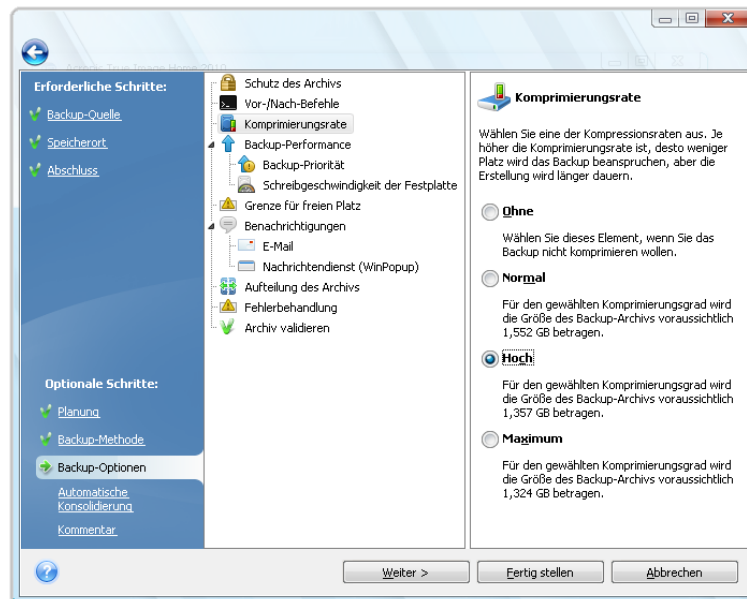 Acronis True Image Home 2010
Erforderliche Schritte:
Backup-Quelle
Speicherort
Abschluss
Optionale Schritte:
Planung
Backup-Methode
Backup-Optionen
Automatische
Konsolidierung
Kommentar
Schutz des Archivs
Vor-/Nach-Befehle
Komprimierungsrate
Backup-Performance
Backup-Priorität
Schreibgeschwindigkeit der Festplatte
Grenze für freien Platz
Benachrichtigungen
E-Mail
Nachrichtendienst (WinPopup)
Aufteilung des Archivs
Fehlerbehandlung
Archiv validieren
Komprimierungsrate
Wählen Sie eine der Kompressionsraten aus. Je
höher die Komprimierungsrate ist, desto weniger
Platz wird das Backup beanspruchen, aber die
Erstellung wird länger dauern.
Ohne
Wählen Sie dieses Element, wenn Sie das
Backup nicht komprimieren wollen.
Normal
Für den gewählten Komprimierungsgrad wird
die Größe des Backup-Archivs voraussichtlich
1,552 GB betragen.
Hoch
Für den gewählten Komprimierungsgrad wird
die Größe des Backup-Archivs voraussichtlich
1,357 GB betragen.
Maximum
Für den gewählten Komprimierungsgrad wird
die Größe des Backup-Archivs voraussichtlich
1,324 GB betragen.
Weiter >
Fertig stellen
Abbrechen